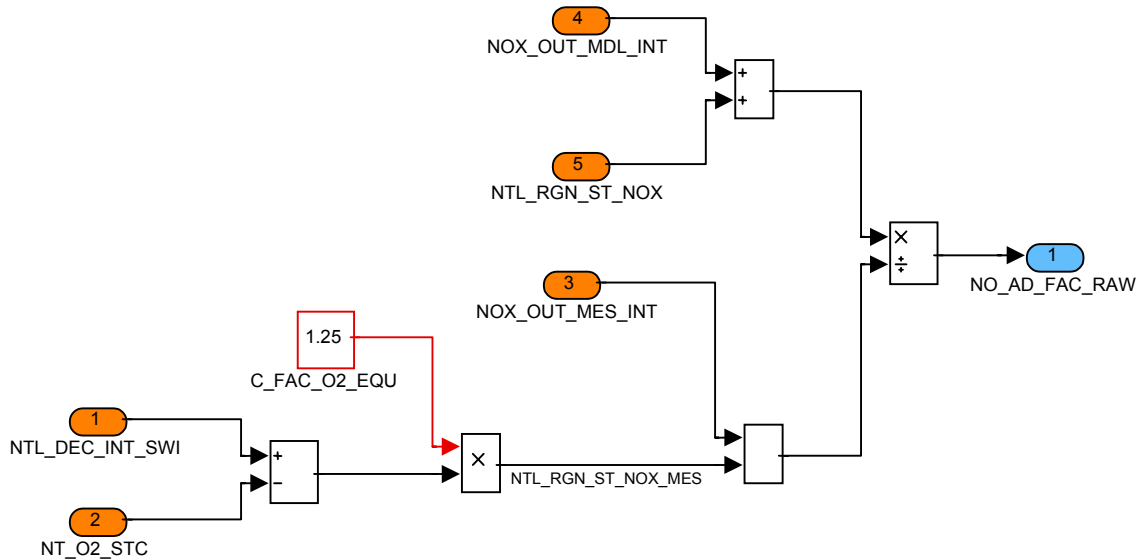 4
NOX_OUT_MDL_INT
+
+
5
NTL_RGN_ST_NOX
×
÷
1
NO_AD_FAC_RAW
3
NOX_OUT_MES_INT
1.25
C_FAC_O2_EQU
1
NTL_DEC_INT_SWI
+
−
×
NTL_RGN_ST_NOX_MES
2
NT_O2_STC